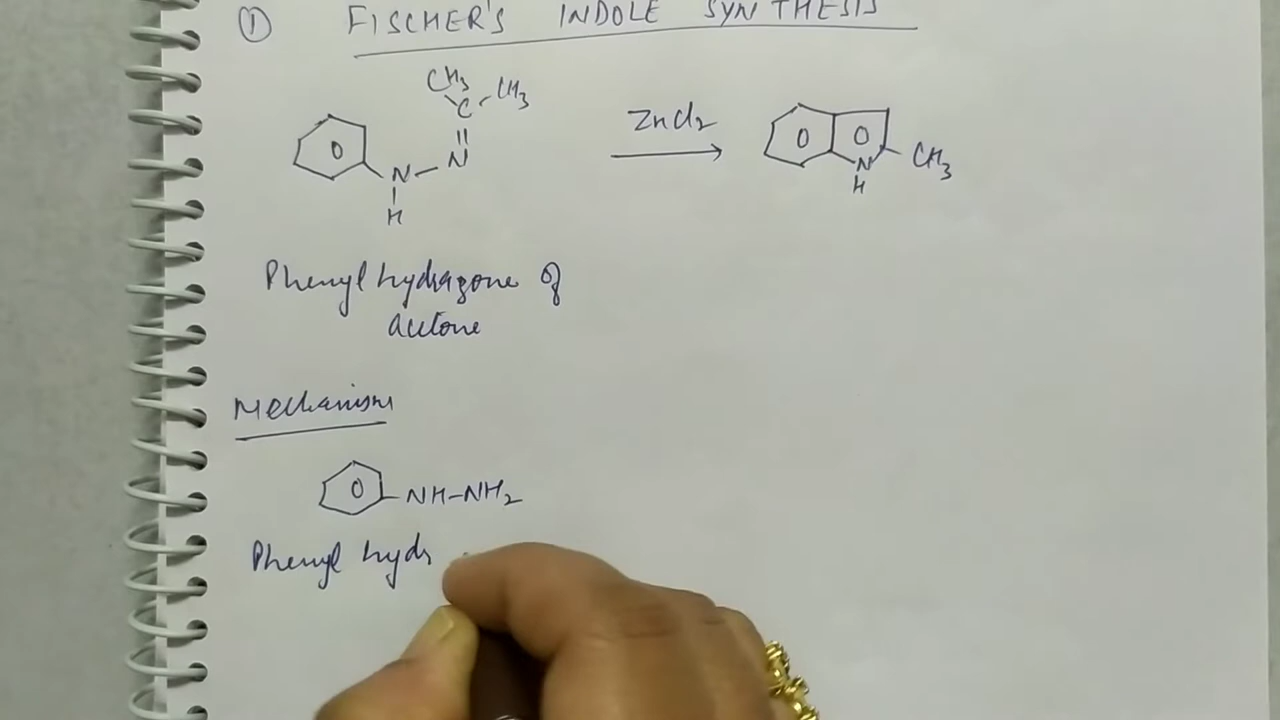 ① FISCHER'S INDOLE SYNTHESIS
CH3
C CH3
N N
H
ZnCl2
N CH3
H
Phenyl hydrazone of
acetone
Mechanism
NH-NH2
Phenyl hydr